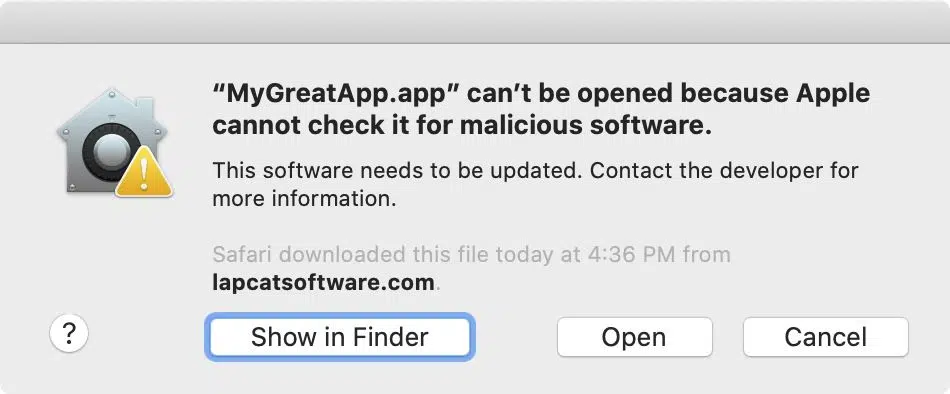 “MyGreatApp.app” can’t be opened because Apple
cannot check it for malicious software.
This software needs to be updated. Contact the developer for
more information.
Safari downloaded this file today at 4:36 PM from
lapcatsoftware.com.
?
Show in Finder
Open
Cancel